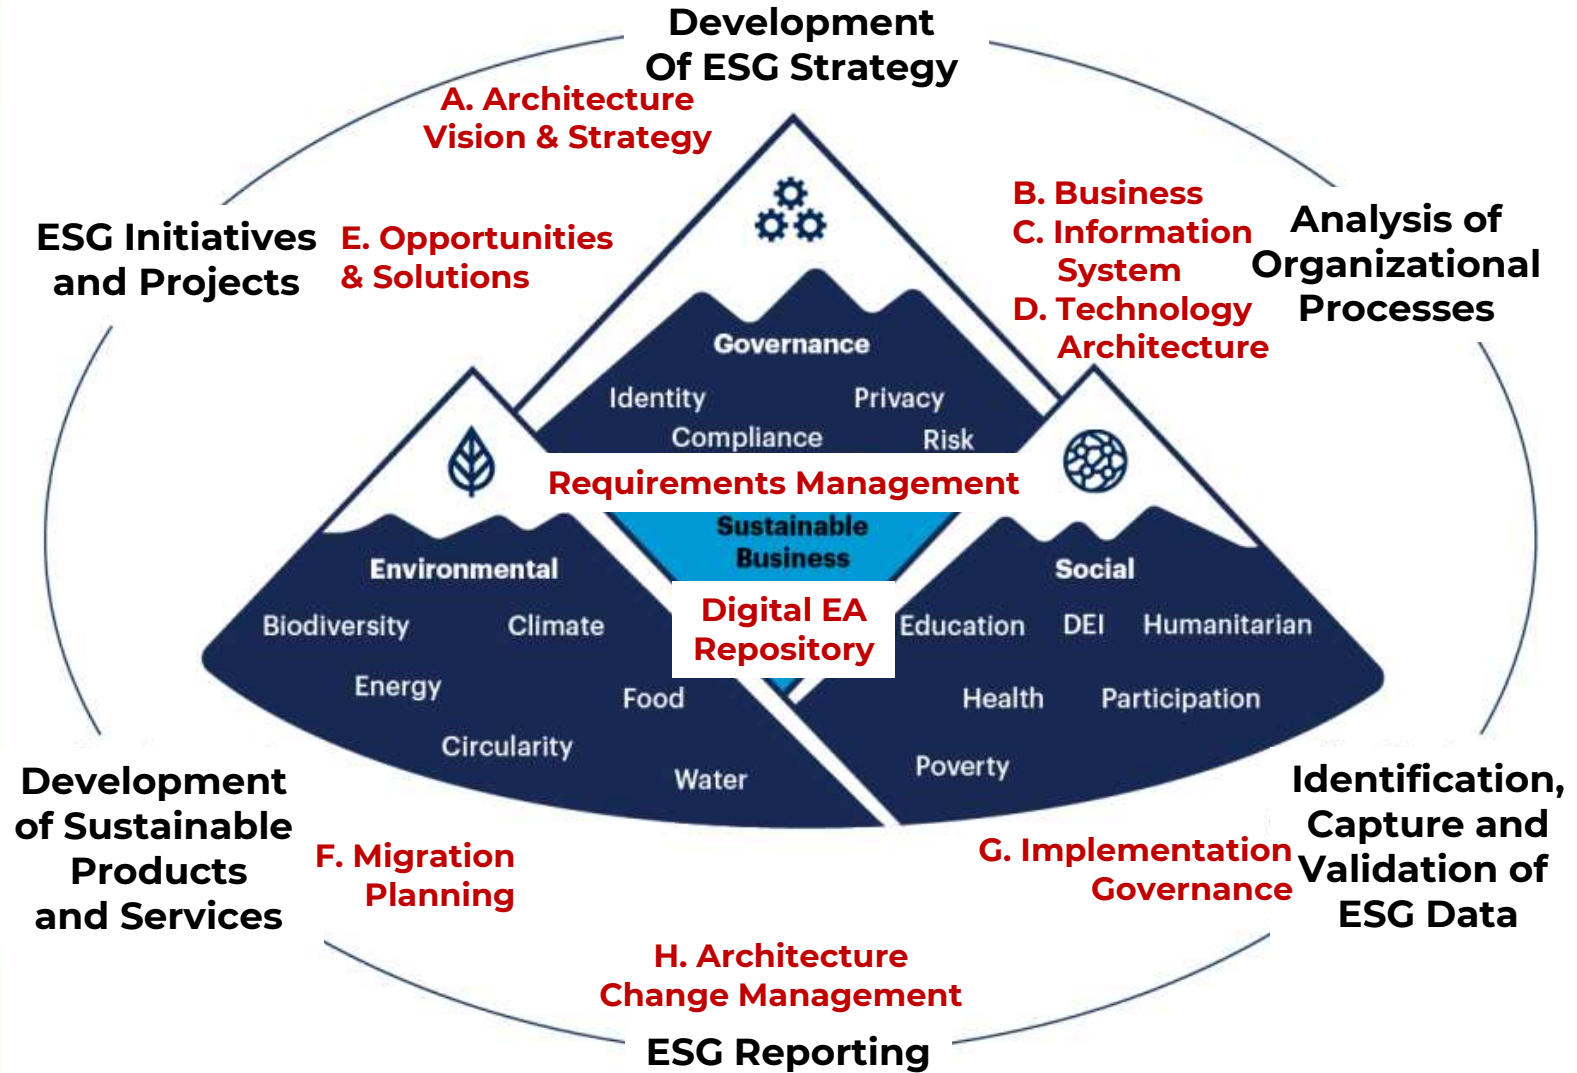 Development
Of ESG Strategy
A. Architecture
Vision & Strategy
B. Business
C. Information
System
D. Technology
Architecture
Analysis of
Organizational
Processes
ESG Initiatives
and Projects
E. Opportunities
& Solutions
Governance
Identity
Privacy
Compliance
Risk
Requirements Management
Sustainable
Business
Digital EA
Repository
Environmental
Biodiversity
Climate
Energy
Food
Circularity
Water
Social
Education
DEI
Humanitarian
Health
Participation
Poverty
Development
of Sustainable
Products
and Services
F. Migration
Planning
G. Implementation
Governance
Identification,
Capture and
Validation of
ESG Data
H. Architecture
Change Management
ESG Reporting